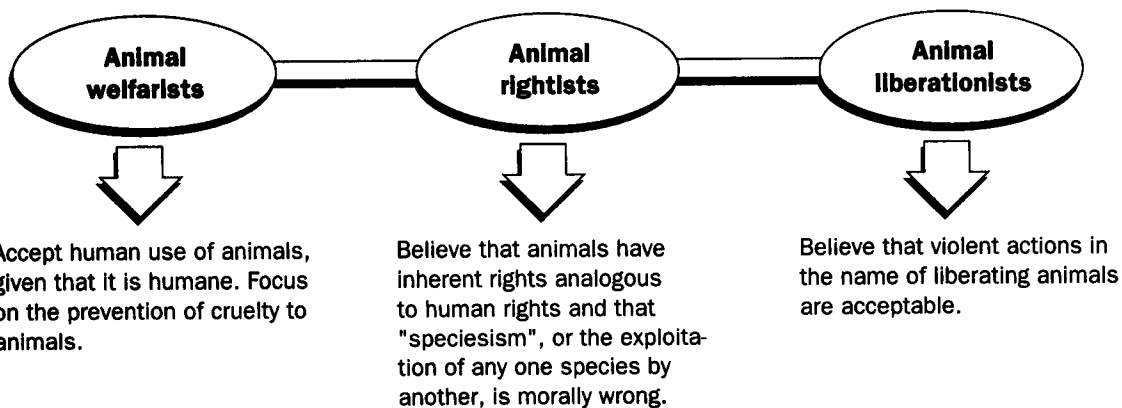 Animal
welfarists
Animal
rightists
Animal
liberationists
Accept human use of animals,
given that it is humane. Focus
on the prevention of cruelty to
animals.
Believe that animals have
inherent rights analogous
to human rights and that
"speciesism", or the exploita-
tion of any one species by
another, is morally wrong.
Believe that violent actions in
the name of liberating animals
are acceptable.